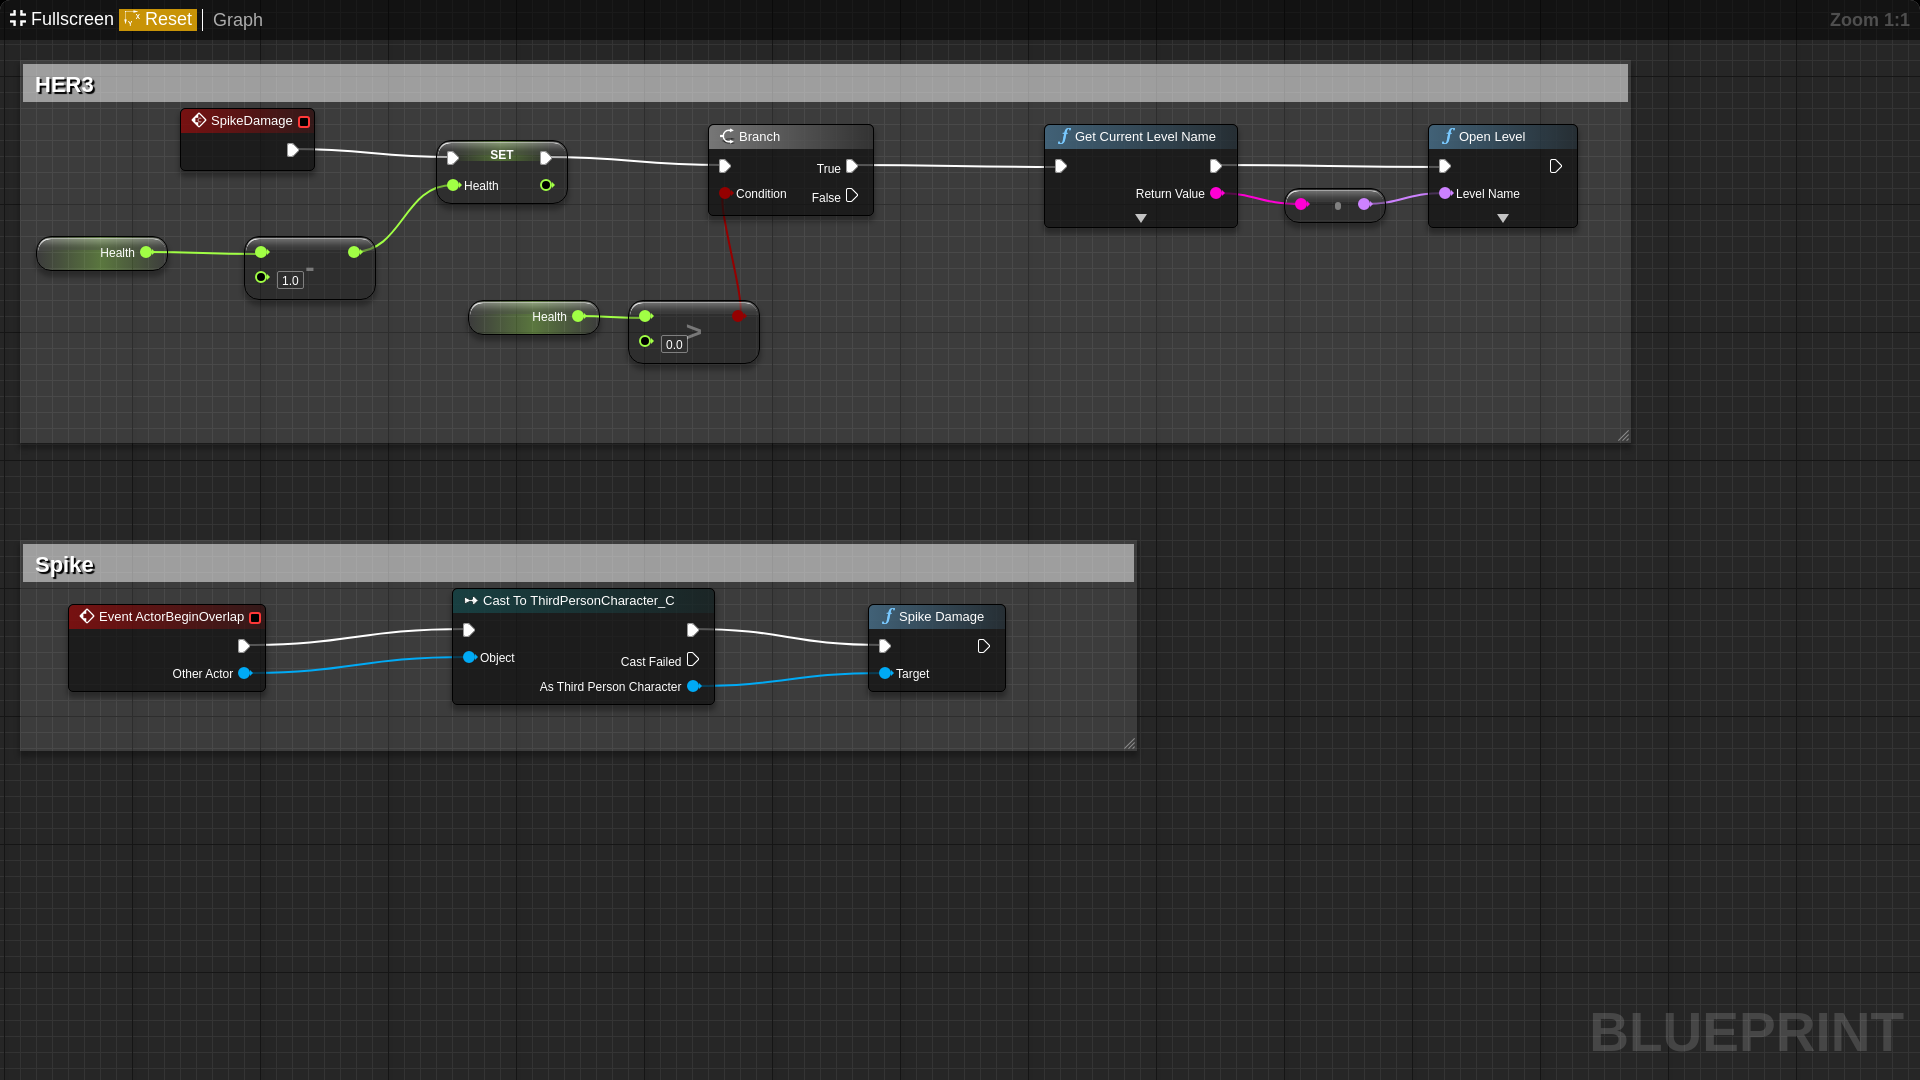 Fullscreen Reset Graph Zoom 1:1
HER3
SpikeDamage
SET
Health
Branch
True
Condition
False
Get Current Level Name
Return Value
Open Level
Level Name
Health
1.0
-
Health
0.0
>
Spike
Event ActorBeginOverlap
Other Actor
Cast To ThirdPersonCharacter_C
Object
Cast Failed
As Third Person Character
Spike Damage
Target
BLUEPRINT